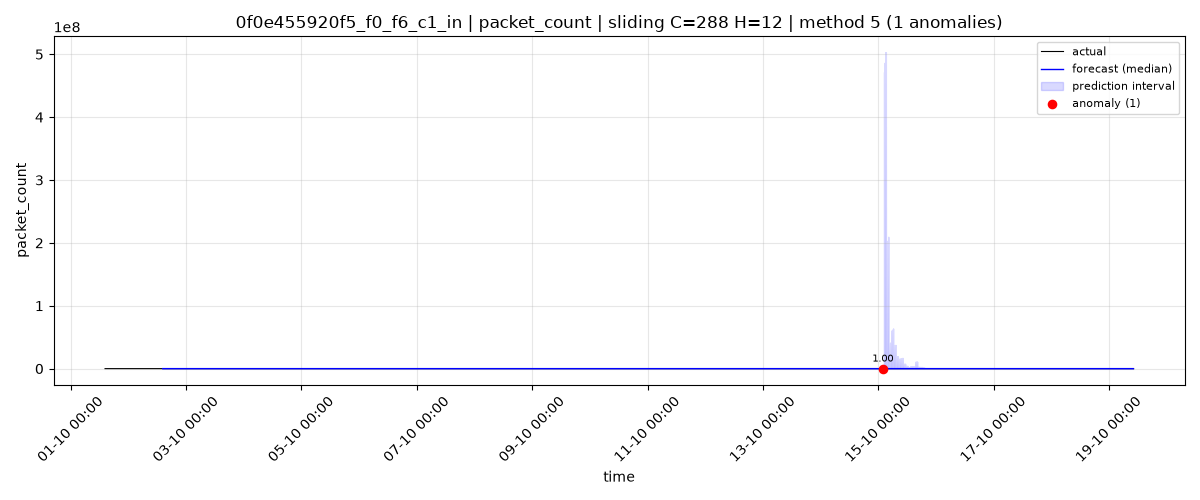 0f0e455920f5_f0_f6_c1_in | packet_count | sliding C=288 H=12 | method 5 (1 anomalies)
1e8
5
4
3
2
1
0
packet_count
actual
forecast (median)
prediction interval
anomaly (1)
1.00
01-10 00:00
03-10 00:00
05-10 00:00
07-10 00:00
09-10 00:00
11-10 00:00
13-10 00:00
15-10 00:00
17-10 00:00
19-10 00:00
time